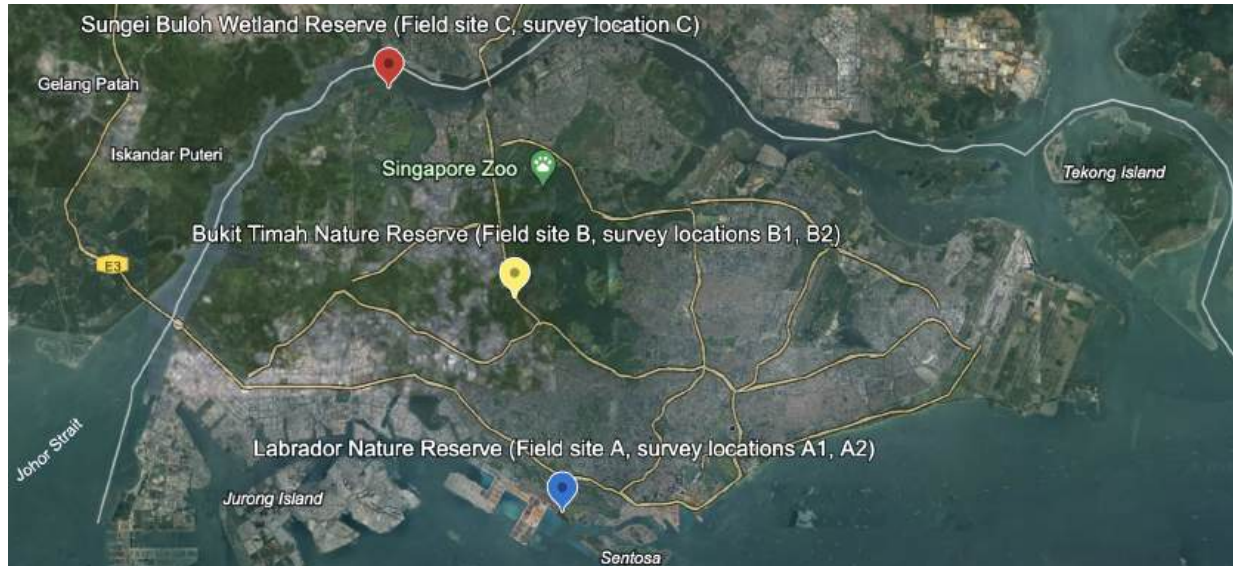 Sungei Buloh Wetland Reserve (Field site C, survey location C)
Gelang Patah
Iskandar Puteri
Singapore Zoo
Tekong Island
Bukit Timah Nature Reserve (Field site B, survey locations B1, B2)
E3
Labrador Nature Reserve (Field site A, survey locations A1, A2)
Johor Strait
Jurong Island
Sentosa